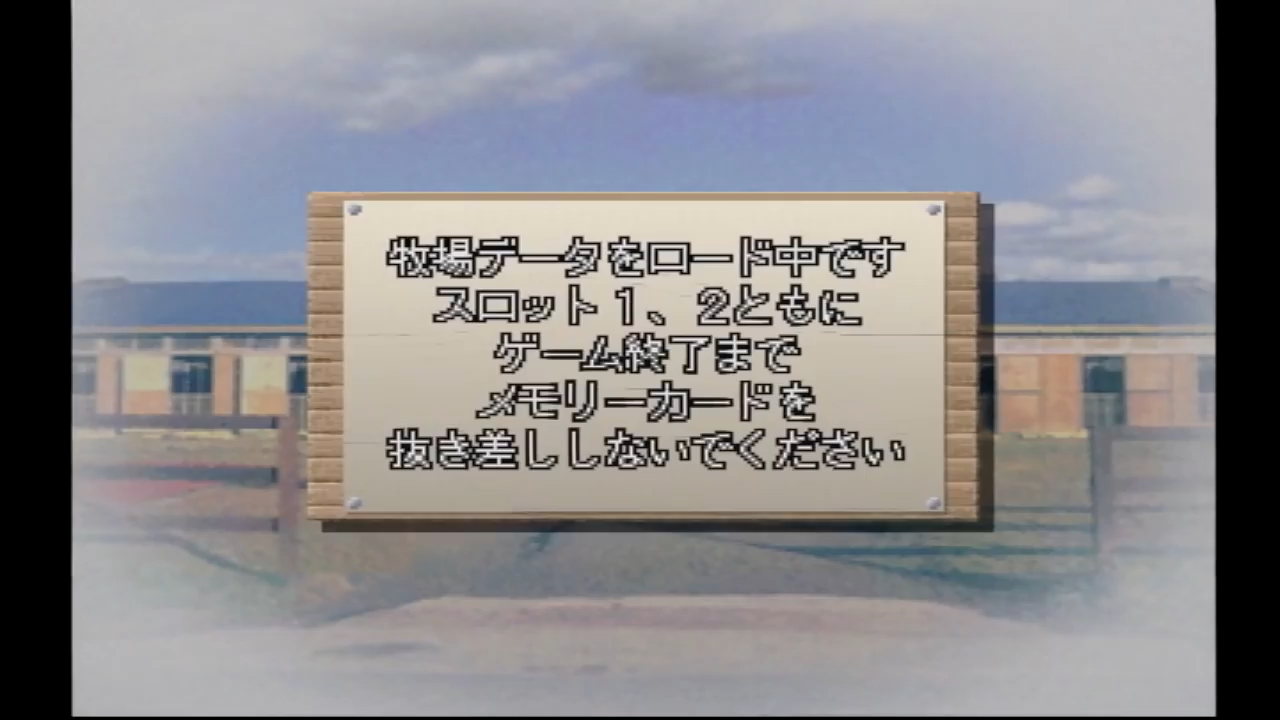 牧場データをロード中です
スロット1、2ともに
ゲーム終了まで
メモリーカードを
抜き差ししないでください